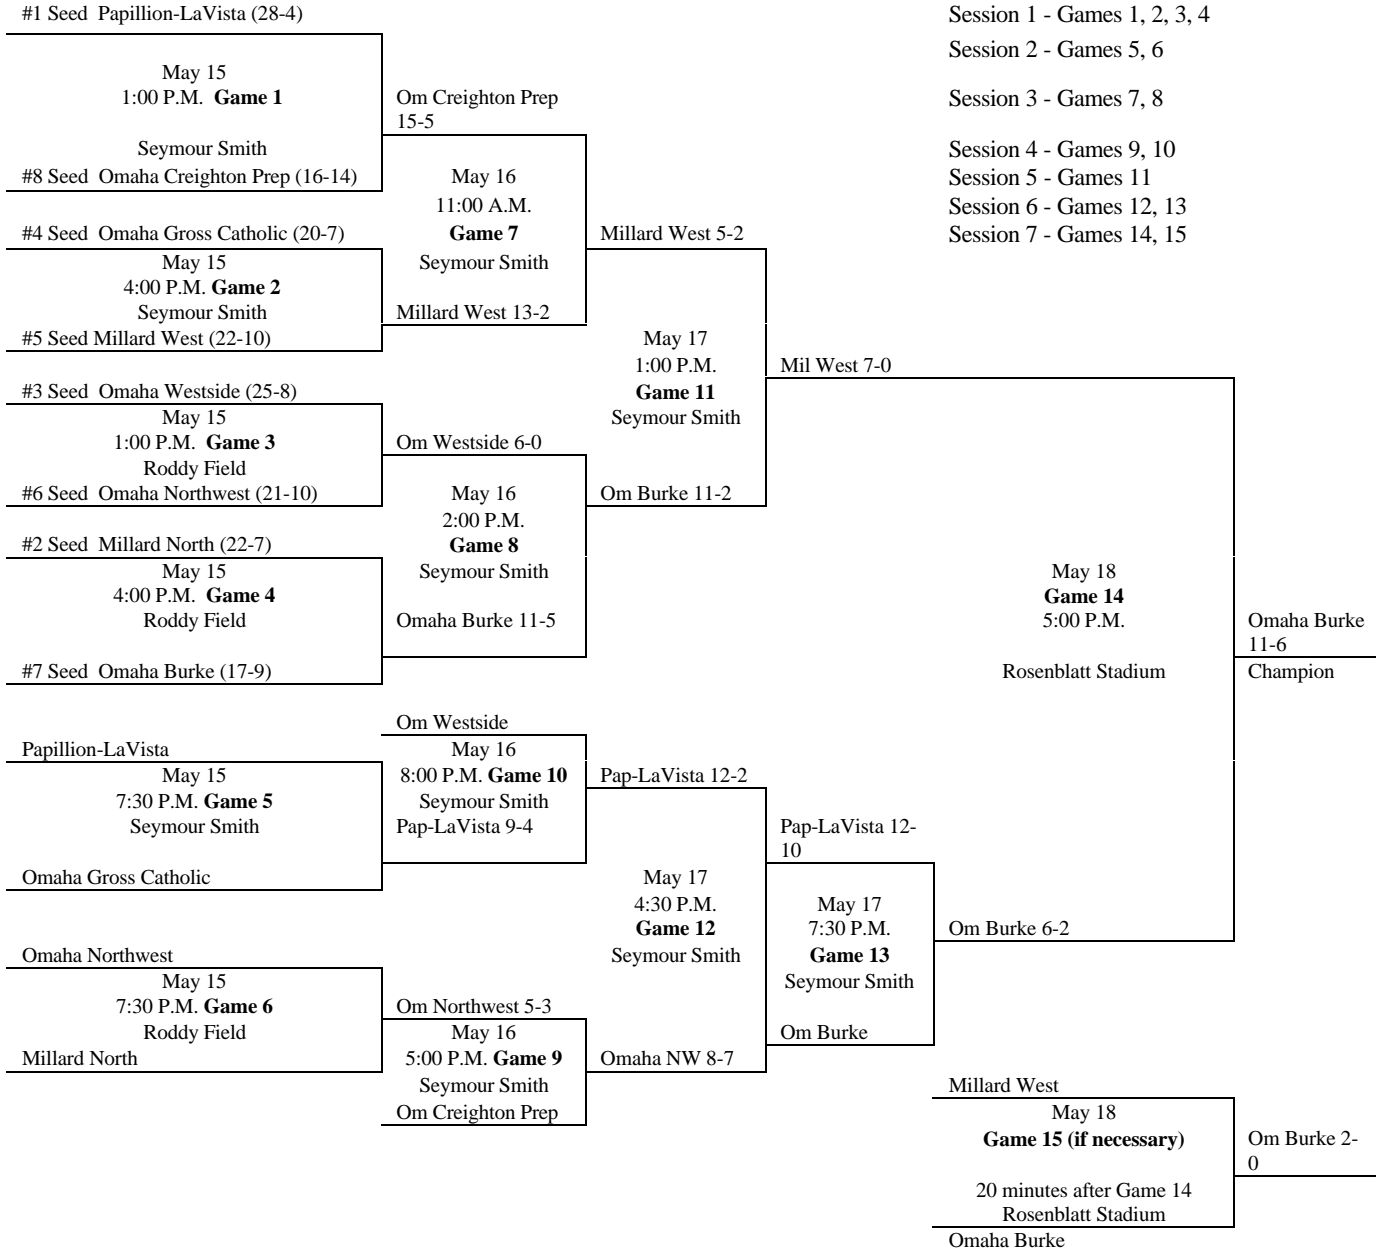 #1 Seed  Papillion-LaVista (28-4)
May 15
1:00 P.M.  Game 1
Seymour Smith
#8 Seed  Omaha Creighton Prep (16-14)
#4 Seed  Omaha Gross Catholic (20-7)
May 15
4:00 P.M. Game 2
Seymour Smith
#5 Seed Millard West (22-10)
#3 Seed  Omaha Westside (25-8)
May 15
1:00 P.M.  Game 3
Roddy Field
#6 Seed  Omaha Northwest (21-10)
#2 Seed  Millard North (22-7)
May 15
4:00 P.M.  Game 4
Roddy Field
#7 Seed  Omaha Burke (17-9)
Papillion-LaVista
May 15
7:30 P.M. Game 5
Seymour Smith
Omaha Gross Catholic
Omaha Northwest
May 15
7:30 P.M. Game 6
Roddy Field
Millard North
Om Creighton Prep
15-5
May 16
11:00 A.M.
Game 7
Seymour Smith
Millard West 13-2
Om Westside 6-0
May 16
2:00 P.M.
Game 8
Seymour Smith
Omaha Burke 11-5
Om Westside
May 16
8:00 P.M. Game 10
Seymour Smith
Pap-LaVista 9-4
Om Northwest 5-3
May 16
5:00 P.M. Game 9
Seymour Smith
Om Creighton Prep
Millard West 5-2
May 17
1:00 P.M.
Game 11
Seymour Smith
Om Burke 11-2
Pap-LaVista 12-2
May 17
4:30 P.M.
Game 12
Seymour Smith
Omaha NW 8-7
Mil West 7-0
Pap-LaVista 12-
10
May 17
7:30 P.M.
Game 13
Seymour Smith
Om Burke
Session 1 - Games 1, 2, 3, 4
Session 2 - Games 5, 6
Session 3 - Games 7, 8
Session 4 - Games 9, 10
Session 5 - Games 11
Session 6 - Games 12, 13
Session 7 - Games 14, 15
May 18
Game 14
5:00 P.M.
Rosenblatt Stadium
Om Burke 6-2
Omaha Burke
11-6
Champion
Millard West
May 18
Game 15 (if necessary)
20 minutes after Game 14
Rosenblatt Stadium
Omaha Burke
Om Burke 2-
0